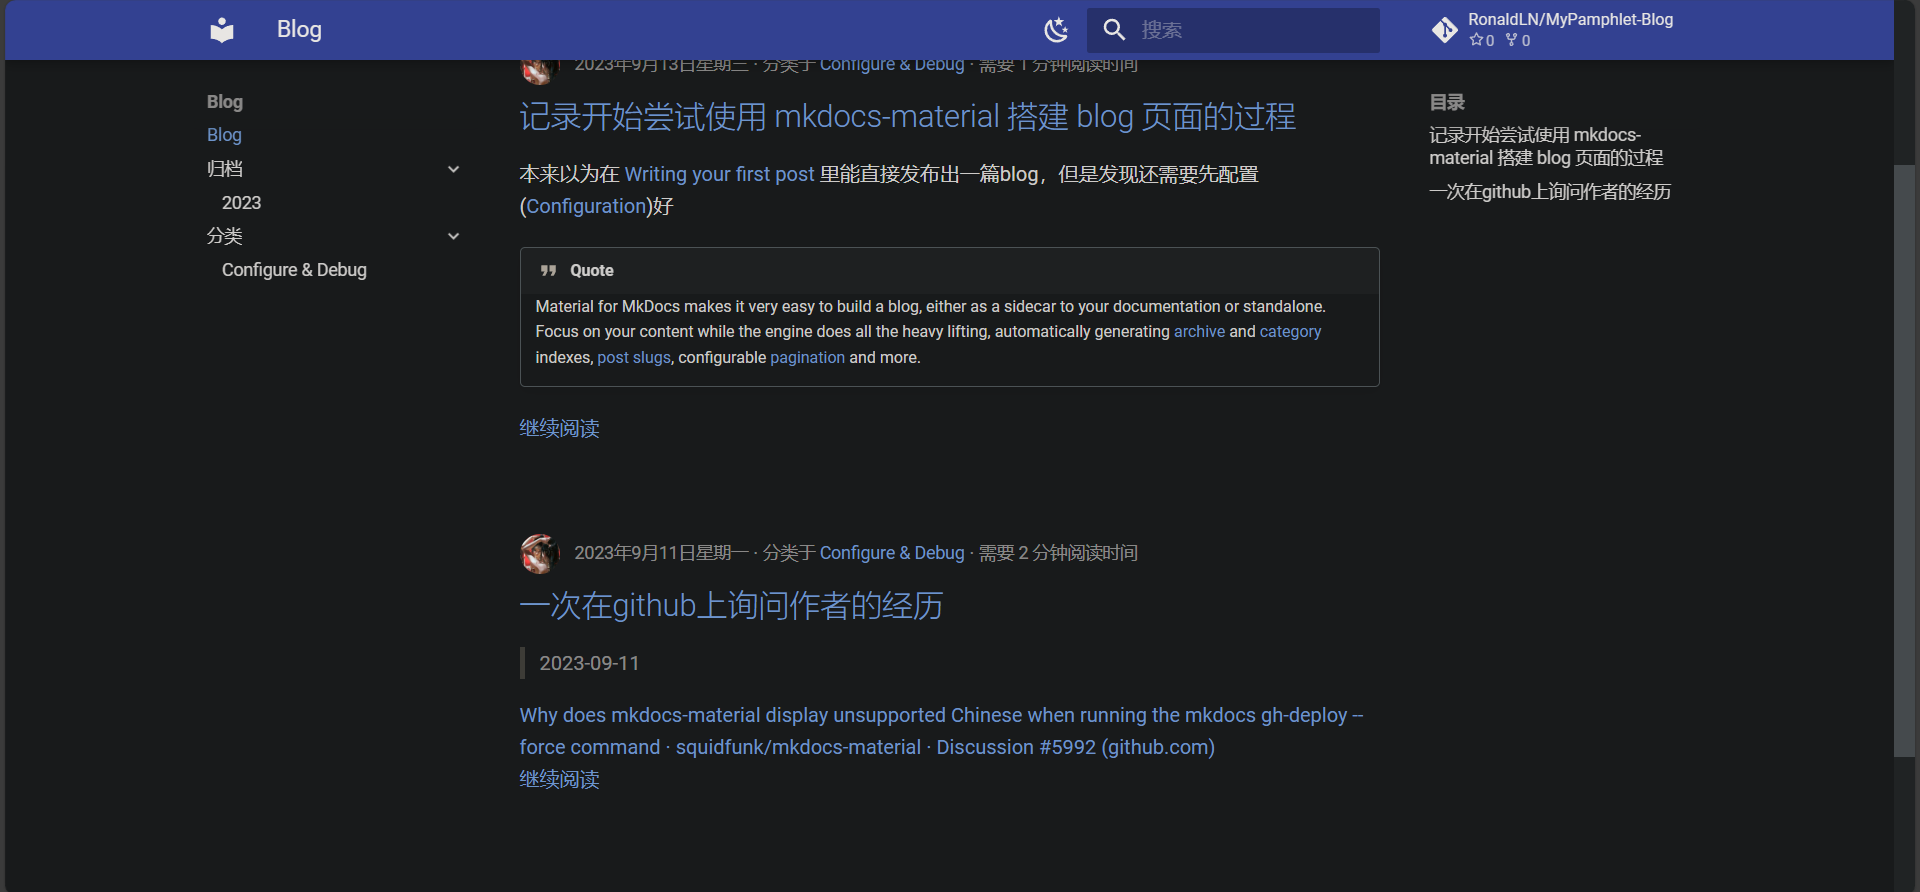 Blog
搜索
RonaldLN/MyPamphlet-Blog
0 0
Blog
Blog
归档
2023
分类
Configure & Debug
2023年9月13日星期三 · 分类于 Configure & Debug · 需要 1 分钟阅读时间
记录开始尝试使用 mkdocs-material 搭建 blog 页面的过程
本来以为在 Writing your first post 里能直接发布出一篇blog，但是发现还需要先配置
(Configuration)好
Quote
Material for MkDocs makes it very easy to build a blog, either as a sidecar to your documentation or standalone.
Focus on your content while the engine does all the heavy lifting, automatically generating archive and category
indexes, post slugs, configurable pagination and more.
继续阅读
2023年9月11日星期一 · 分类于 Configure & Debug · 需要 2 分钟阅读时间
一次在github上询问作者的经历
2023-09-11
Why does mkdocs-material display unsupported Chinese when running the mkdocs gh-deploy --
force command · squidfunk/mkdocs-material · Discussion #5992 (github.com)
继续阅读
目录
记录开始尝试使用 mkdocs-
material 搭建 blog 页面的过程
一次在github上询问作者的经历